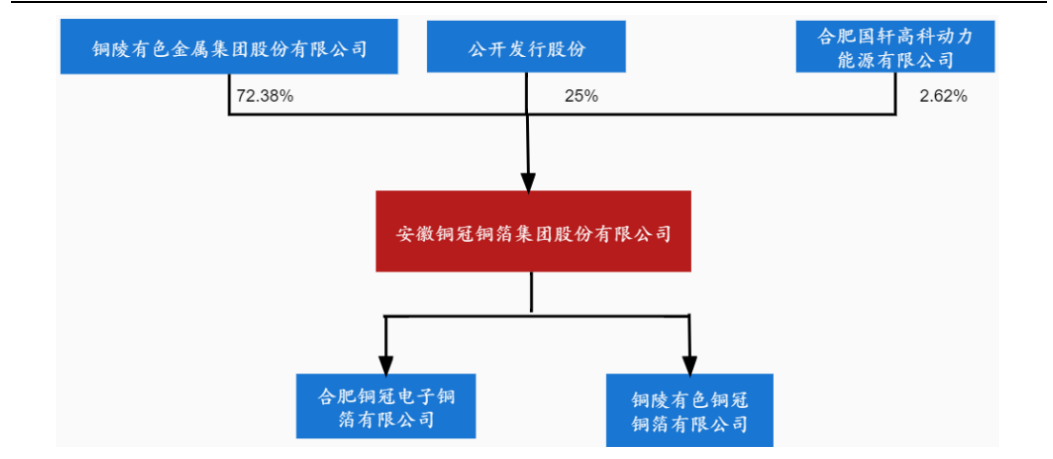 铜陵有色金属集团股份有限公司
公开发行股份
合肥国轩高科动力
能源有限公司
72.38%
25%
2.62%
安徽铜冠铜箔集团股份有限公司
合肥铜冠电子铜
箔有限公司
铜陵有色铜冠
铜箔有限公司